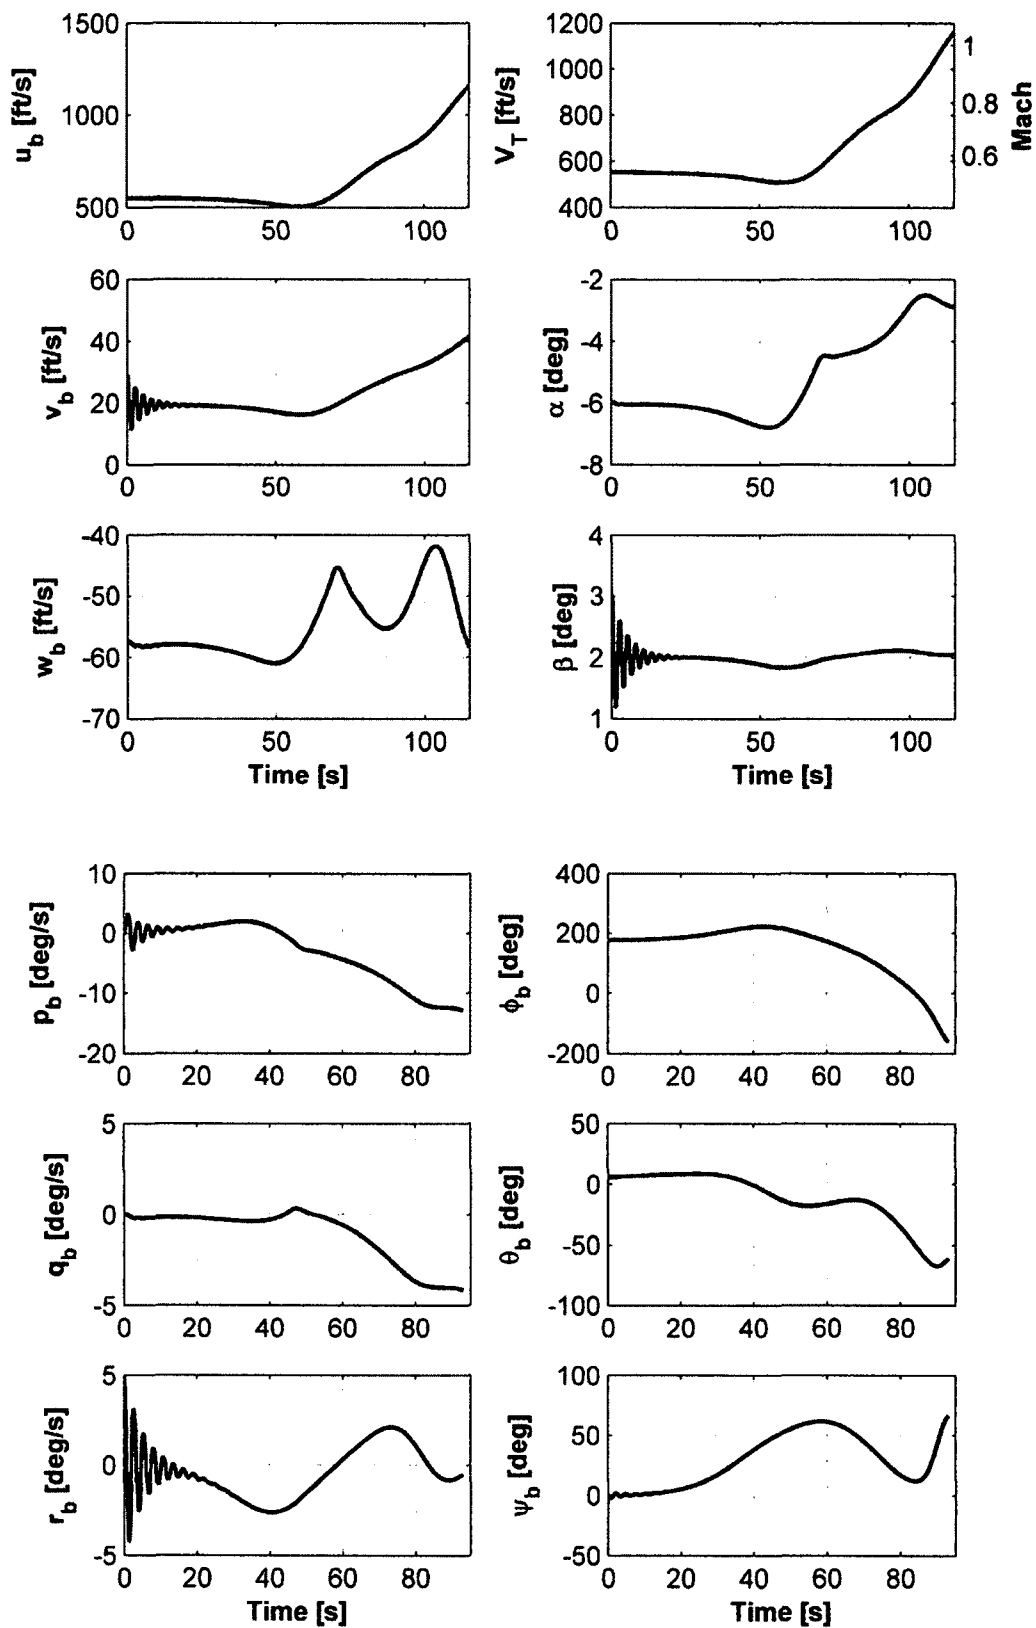 1500
1000
500
u_b [ft/s]
0 50 100
1200
1000
800
600
400
V_T [ft/s]
1
0.8
0.6
Mach
0 50 100
60
40
20
0
v_b [ft/s]
0 50 100
-2
-4
-6
-8
α [deg]
0 50 100
-40
-50
-60
-70
w_b [ft/s]
0 50 100
Time [s]
4
3
2
1
β [deg]
0 50 100
Time [s]
10
0
-10
-20
p_b [deg/s]
0 20 40 60 80
400
200
0
-200
ϕ_b [deg]
0 20 40 60 80
5
0
-5
q_b [deg/s]
0 20 40 60 80
50
0
-50
-100
θ_b [deg]
0 20 40 60 80
5
0
-5
r_b [deg/s]
0 20 40 60 80
Time [s]
100
50
0
-50
ψ_b [deg]
0 20 40 60 80
Time [s]